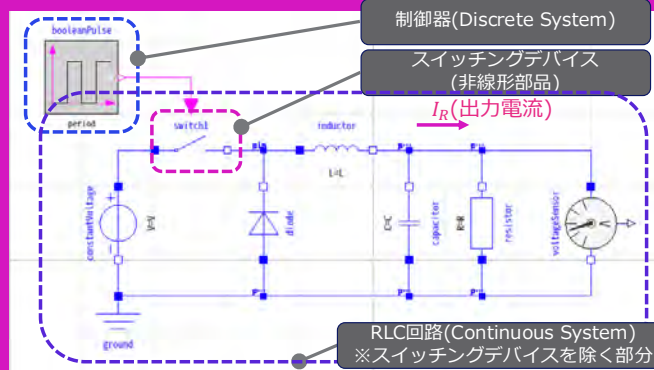 制御器(Discrete System)
booleanPulse
スイッチングデバイス
(非線形部品)
period
I_R(出力電流)
switch1
inductor
L=L
constantVoltage
V=V
diode
C=C
capacitor
R=R
resistor
voltageSensor
ground
RLC回路(Continuous System)
※スイッチングデバイスを除く部分